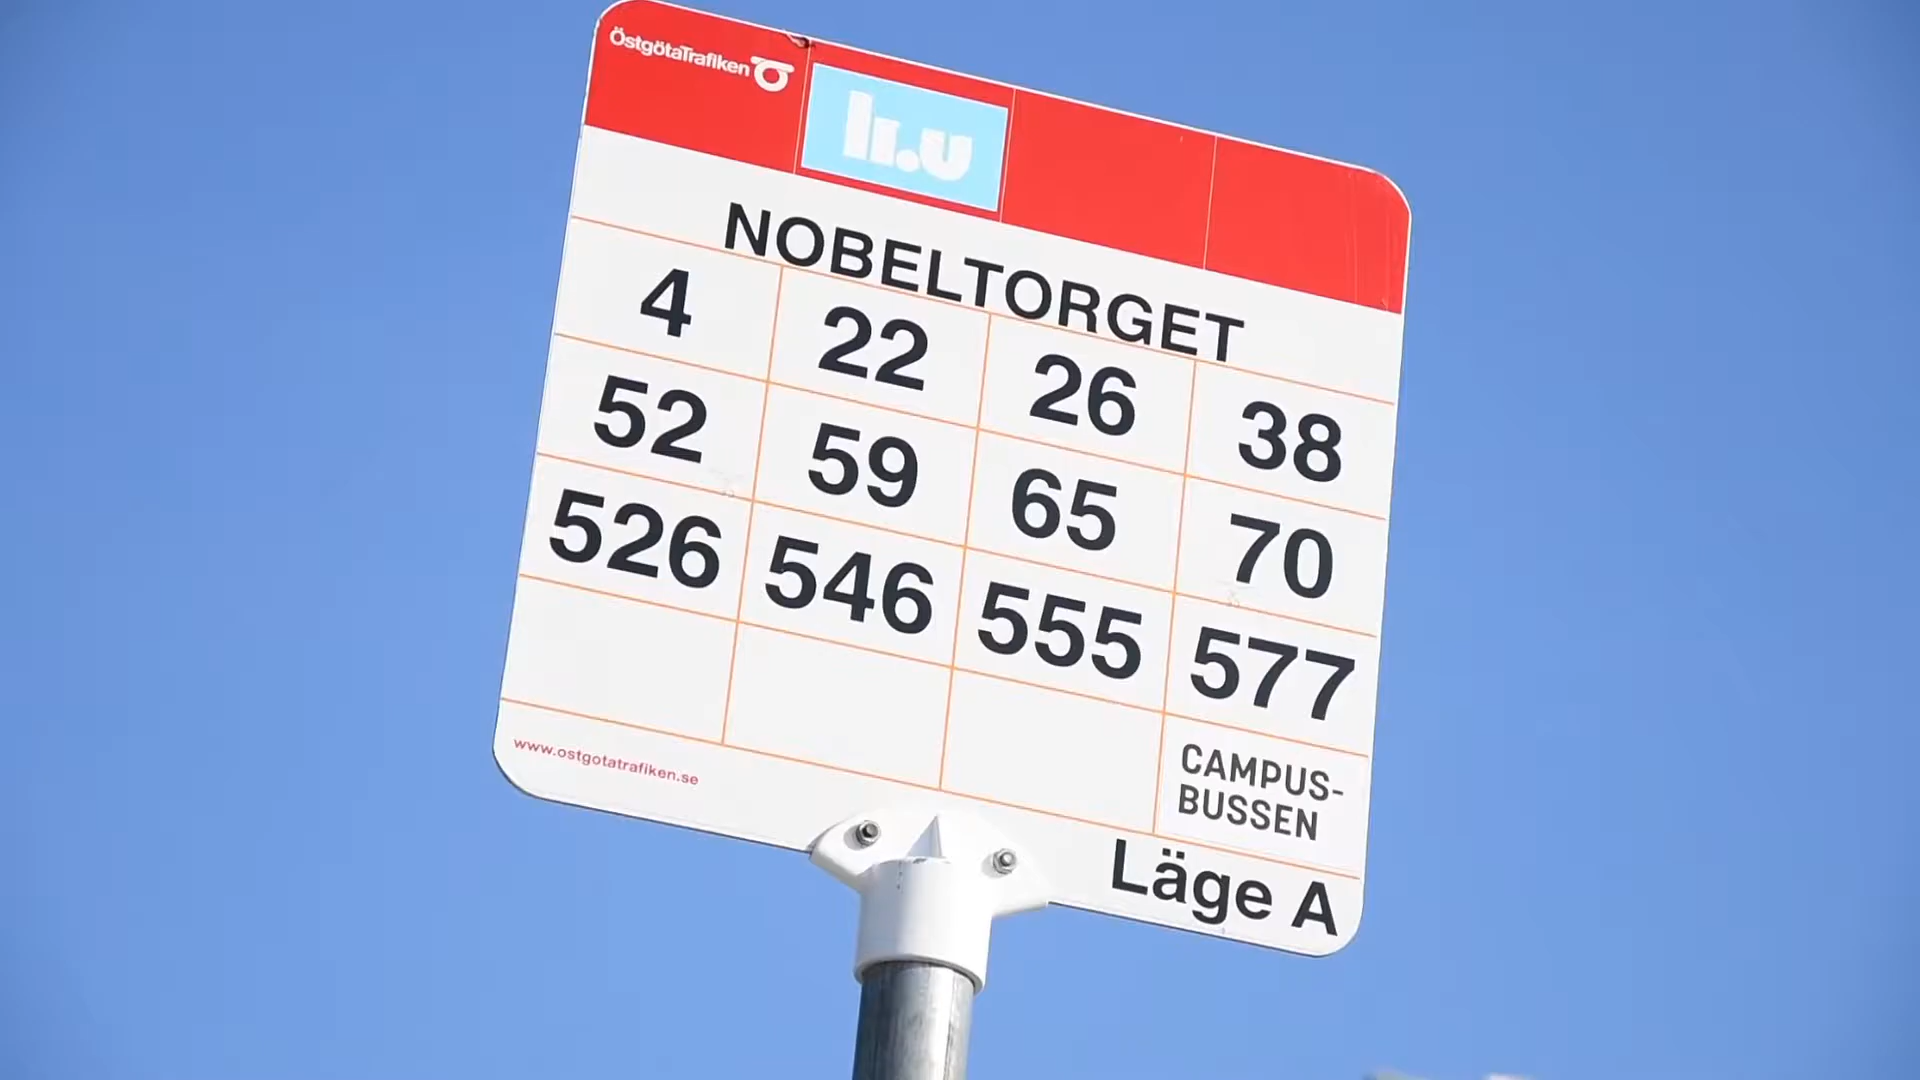 ÖstgötaTrafiken
li.u
NOBELTORGET
4 22 26 38
52 59 65 70
526 546 555 577
CAMPUS-
BUSSEN
www.ostgotatrafiken.se
Läge A